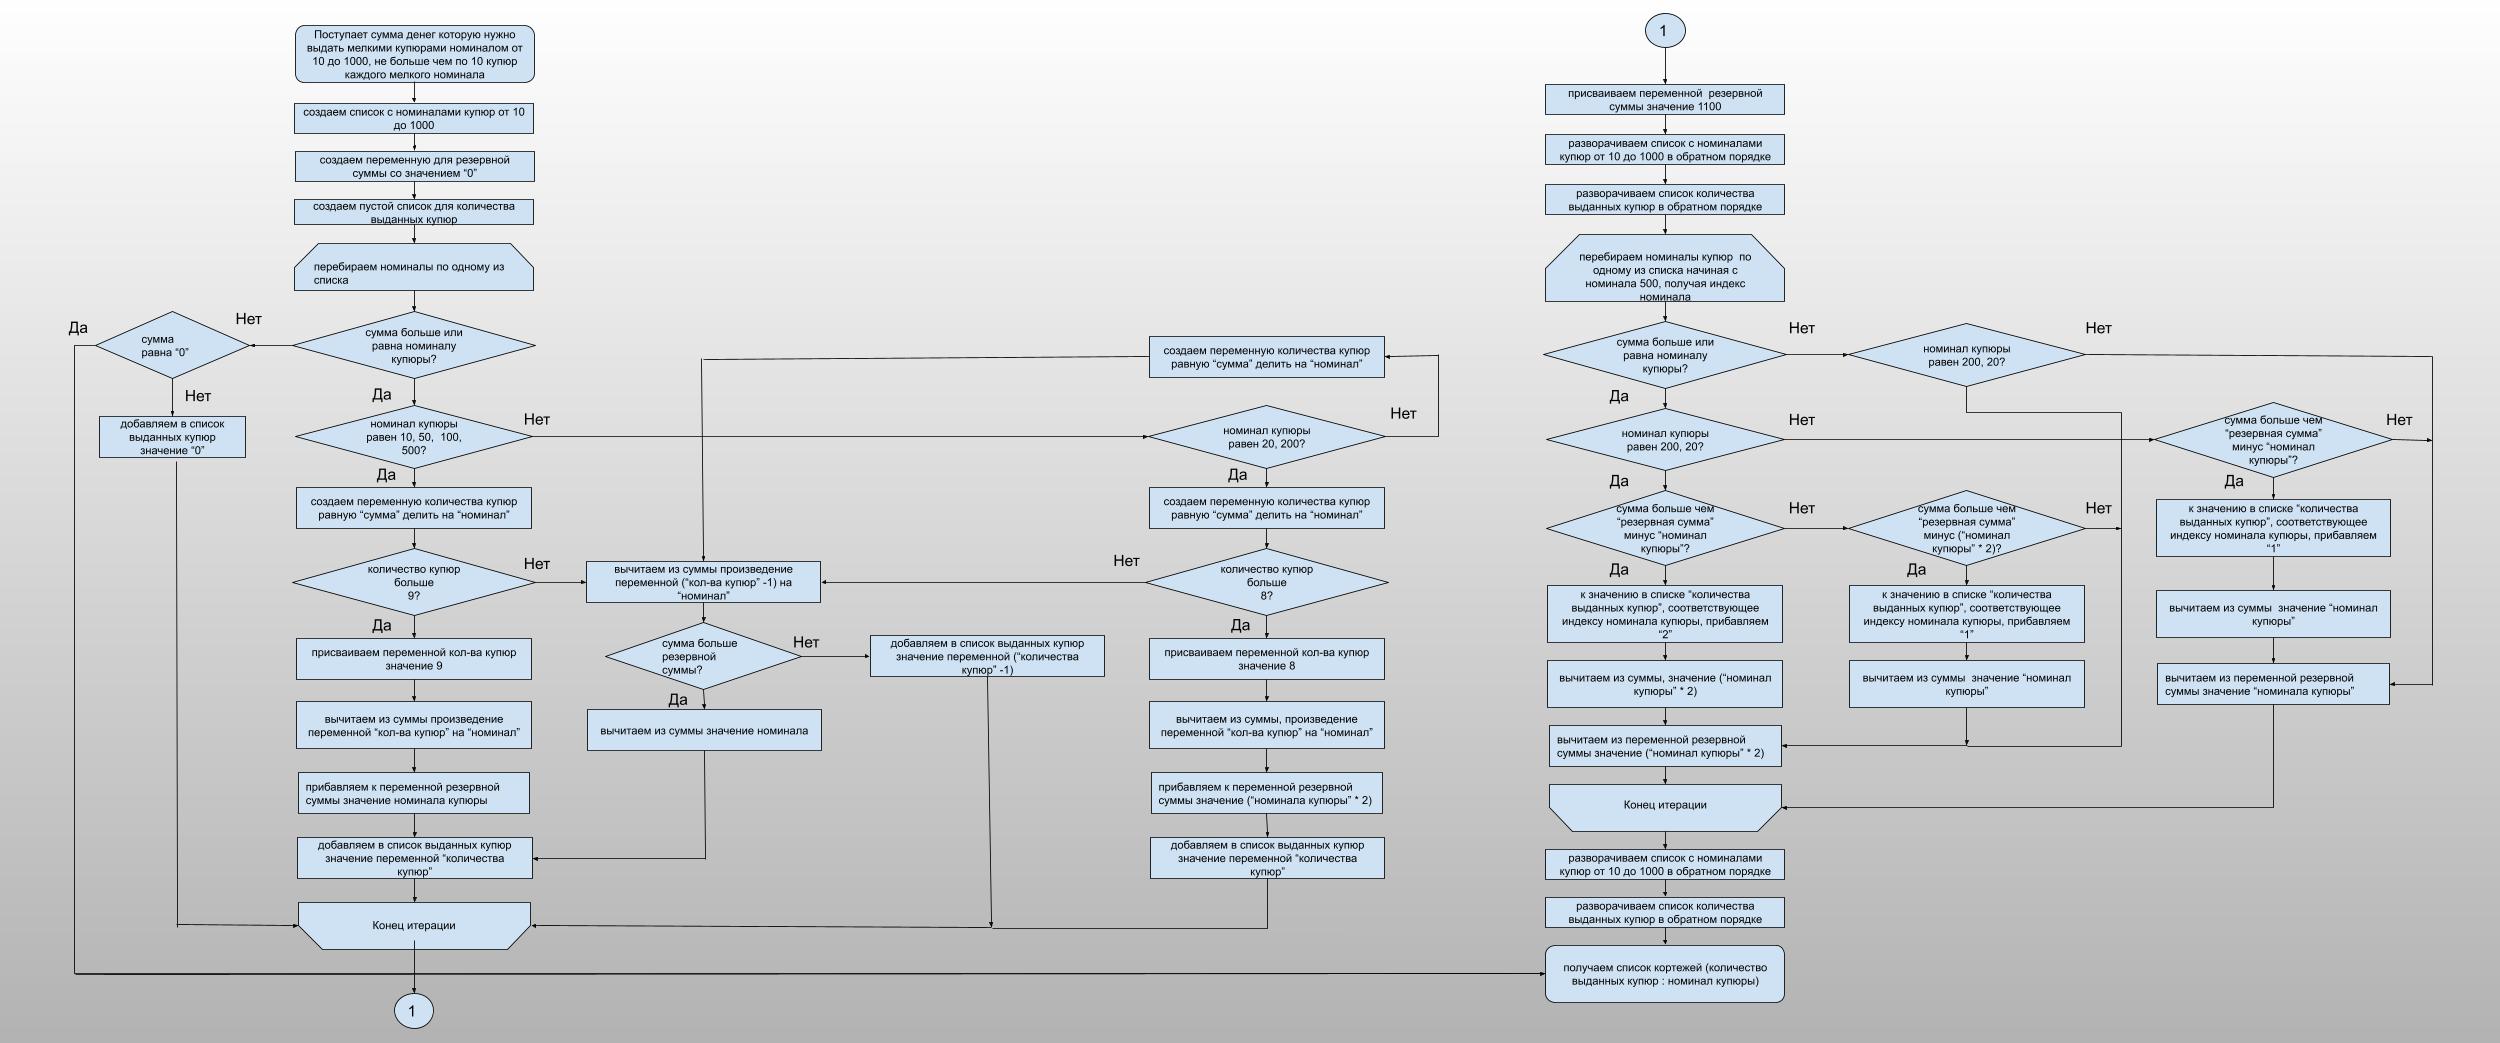 Поступает сумма денег которую нужно
выдать мелкими купюрами номиналом от
10 до 1000, не больше чем по 10 купюр
каждого мелкого номинала
создаем список с номиналами купюр от 10
до 1000
создаем переменную для резервной
суммы со значением “0”
создаем пустой список для количества
выданных купюр
перебираем номиналы по одному из
списка
сумма больше или
равна номиналу
купюры?
Нет
сумма
равна “0”
Да
Нет
добавляем в список
выданных купюр
значение “0”
Да
номинал купюры
равен 10, 50, 100,
500?
Нет
Да
создаем переменную количества купюр
равную “сумма” делить на “номинал”
количество купюр
больше
9?
Нет
Да
присваиваем переменной кол-ва купюр
значение 9
вычитаем из суммы произведение
переменной “кол-ва купюр” на “номинал”
прибавляем к переменной резервной
суммы значение номинала купюры
добавляем в список выданных купюр
значение переменной “количества
купюр”
Конец итерации
1
вычитаем из суммы произведение
переменной (“кол-ва купюр” -1) на
“номинал”
сумма больше
резервной
суммы?
Нет
Да
вычитаем из суммы значение номинала
добавляем в список выданных купюр
значение переменной (“количества
купюр” -1)
создаем переменную количества купюр
равную “сумма” делить на “номинал”
номинал купюры
равен 20, 200?
Нет
Да
создаем переменную количества купюр
равную “сумма” делить на “номинал”
количество купюр
больше
8?
Нет
Да
присваиваем переменной кол-ва купюр
значение 8
вычитаем из суммы, произведение
переменной “кол-ва купюр” на “номинал”
прибавляем к переменной резервной
суммы значение (“номинала купюры” * 2)
добавляем в список выданных купюр
значение переменной “количества
купюр”
1
присваиваем переменной резервной
суммы значение 1100
разворачиваем список с номиналами
купюр от 10 до 1000 в обратном порядке
разворачиваем список количества
выданных купюр в обратном порядке
перебираем номиналы купюр по
одному из списка начиная с
номинала 500, получая индекс
номинала
сумма больше или
равна номиналу
купюры?
Нет
номинал купюры
равен 200, 20?
Нет
Да
номинал купюры
равен 200, 20?
Нет
сумма больше чем
“резервная сумма”
минус “номинал
купюры”?
Нет
Да
Да
сумма больше чем
“резервная сумма”
минус “номинал
купюры”?
Нет
сумма больше чем
“резервная сумма”
минус (“номинал
купюры” * 2)?
Нет
к значению в списке “количества
выданных купюр”, соответствующее
индексу номинала купюры, прибавляем
“1”
Да
Да
к значению в списке “количества
выданных купюр”, соответствующее
индексу номинала купюры, прибавляем
“2”
к значению в списке “количества
выданных купюр”, соответствующее
индексу номинала купюры, прибавляем
“1”
вычитаем из суммы значение “номинал
купюры”
вычитаем из суммы, значение (“номинал
купюры” * 2)
вычитаем из суммы значение “номинал
купюры”
вычитаем из переменной резервной
суммы значение “номинала купюры”
вычитаем из переменной резервной
суммы значение (“номинал купюры” * 2)
Конец итерации
разворачиваем список с номиналами
купюр от 10 до 1000 в обратном порядке
разворачиваем список количества
выданных купюр в обратном порядке
получаем список кортежей (количество
выданных купюр : номинал купюры)